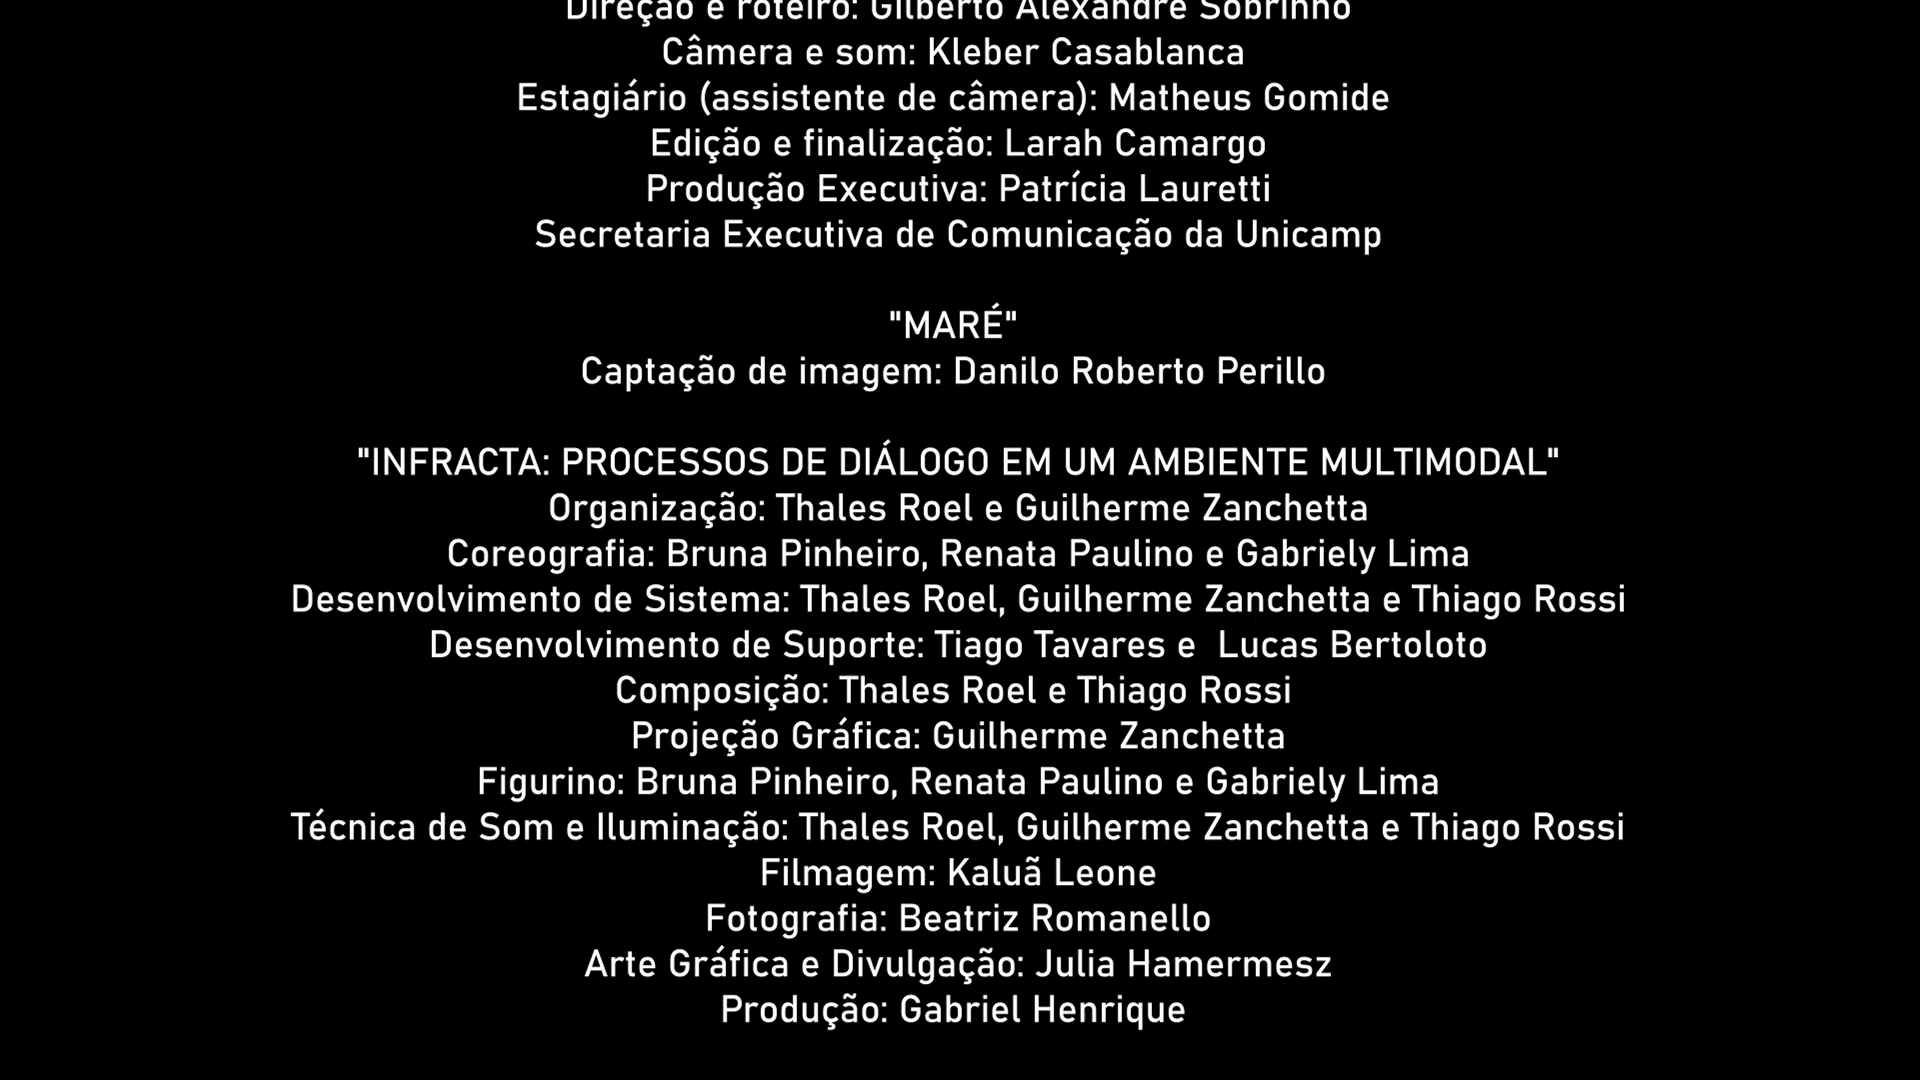 Direção e roteiro: Gilberto Alexandre Sobrinho
Câmera e som: Kleber Casablanca
Estagiário (assistente de câmera): Matheus Gomide
Edição e finalização: Larah Camargo
Produção Executiva: Patrícia Lauretti
Secretaria Executiva de Comunicação da Unicamp
"MARÉ"
Captação de imagem: Danilo Roberto Perillo
"INFRACTA: PROCESSOS DE DIÁLOGO EM UM AMBIENTE MULTIMODAL"
Organização: Thales Roel e Guilherme Zanchetta
Coreografia: Bruna Pinheiro, Renata Paulino e Gabriely Lima
Desenvolvimento de Sistema: Thales Roel, Guilherme Zanchetta e Thiago Rossi
Desenvolvimento de Suporte: Tiago Tavares e  Lucas Bertoloto
Composição: Thales Roel e Thiago Rossi
Projeção Gráfica: Guilherme Zanchetta
Figurino: Bruna Pinheiro, Renata Paulino e Gabriely Lima
Técnica de Som e Iluminação: Thales Roel, Guilherme Zanchetta e Thiago Rossi
Filmagem: Kaluã Leone
Fotografia: Beatriz Romanello
Arte Gráfica e Divulgação: Julia Hamermesz
Produção: Gabriel Henrique